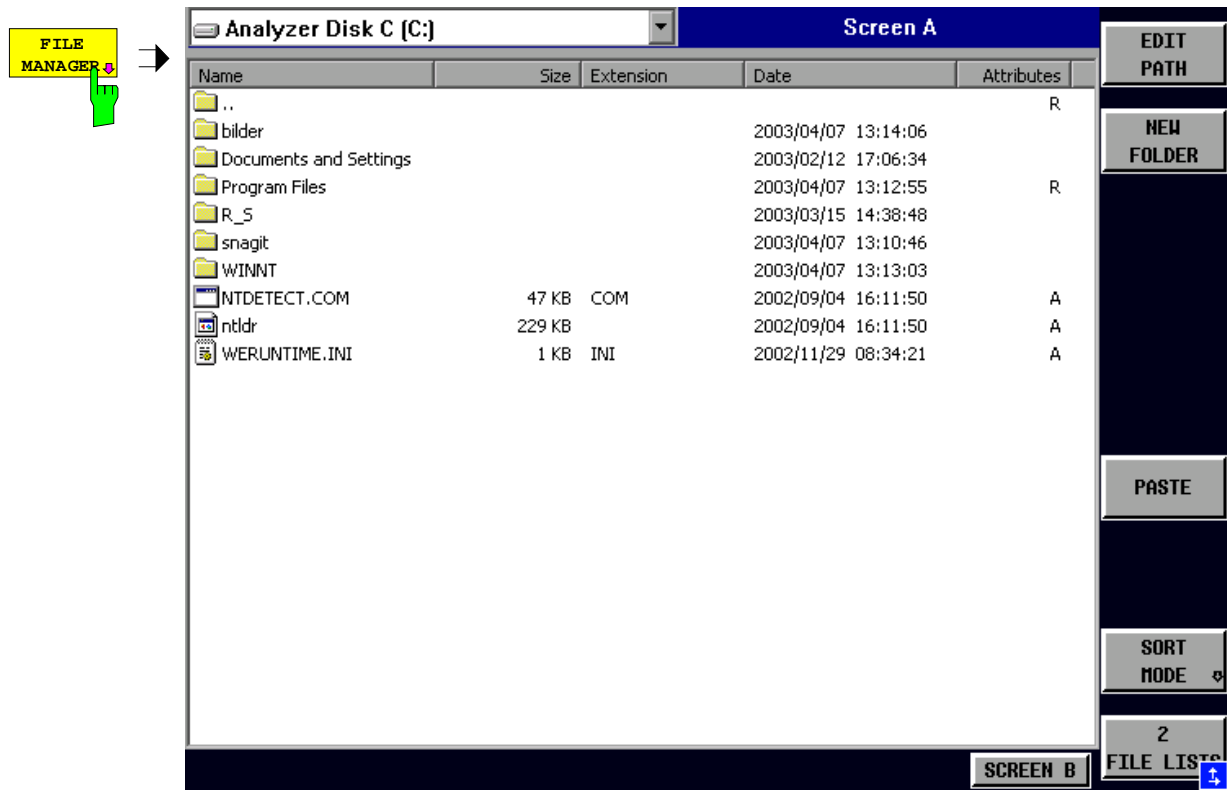 FILE
MANAGER
Analyzer Disk C (C:)
Screen A
Name Size Extension Date Attributes
.. R
bilder 2003/04/07 13:14:06
Documents and Settings 2003/02/12 17:06:34
Program Files 2003/04/07 13:12:55 R
R_S 2003/03/15 14:38:48
snagit 2003/04/07 13:10:46
WINNT 2003/04/07 13:13:03
NTDETECT.COM 47 KB COM 2002/09/04 16:11:50 A
ntldr 229 KB 2002/09/04 16:11:50 A
WERUNTIME.INI 1 KB INI 2002/11/29 08:34:21 A
EDIT
PATH
NEW
FOLDER
PASTE
SORT
MODE
2
FILE LISTS
SCREEN B